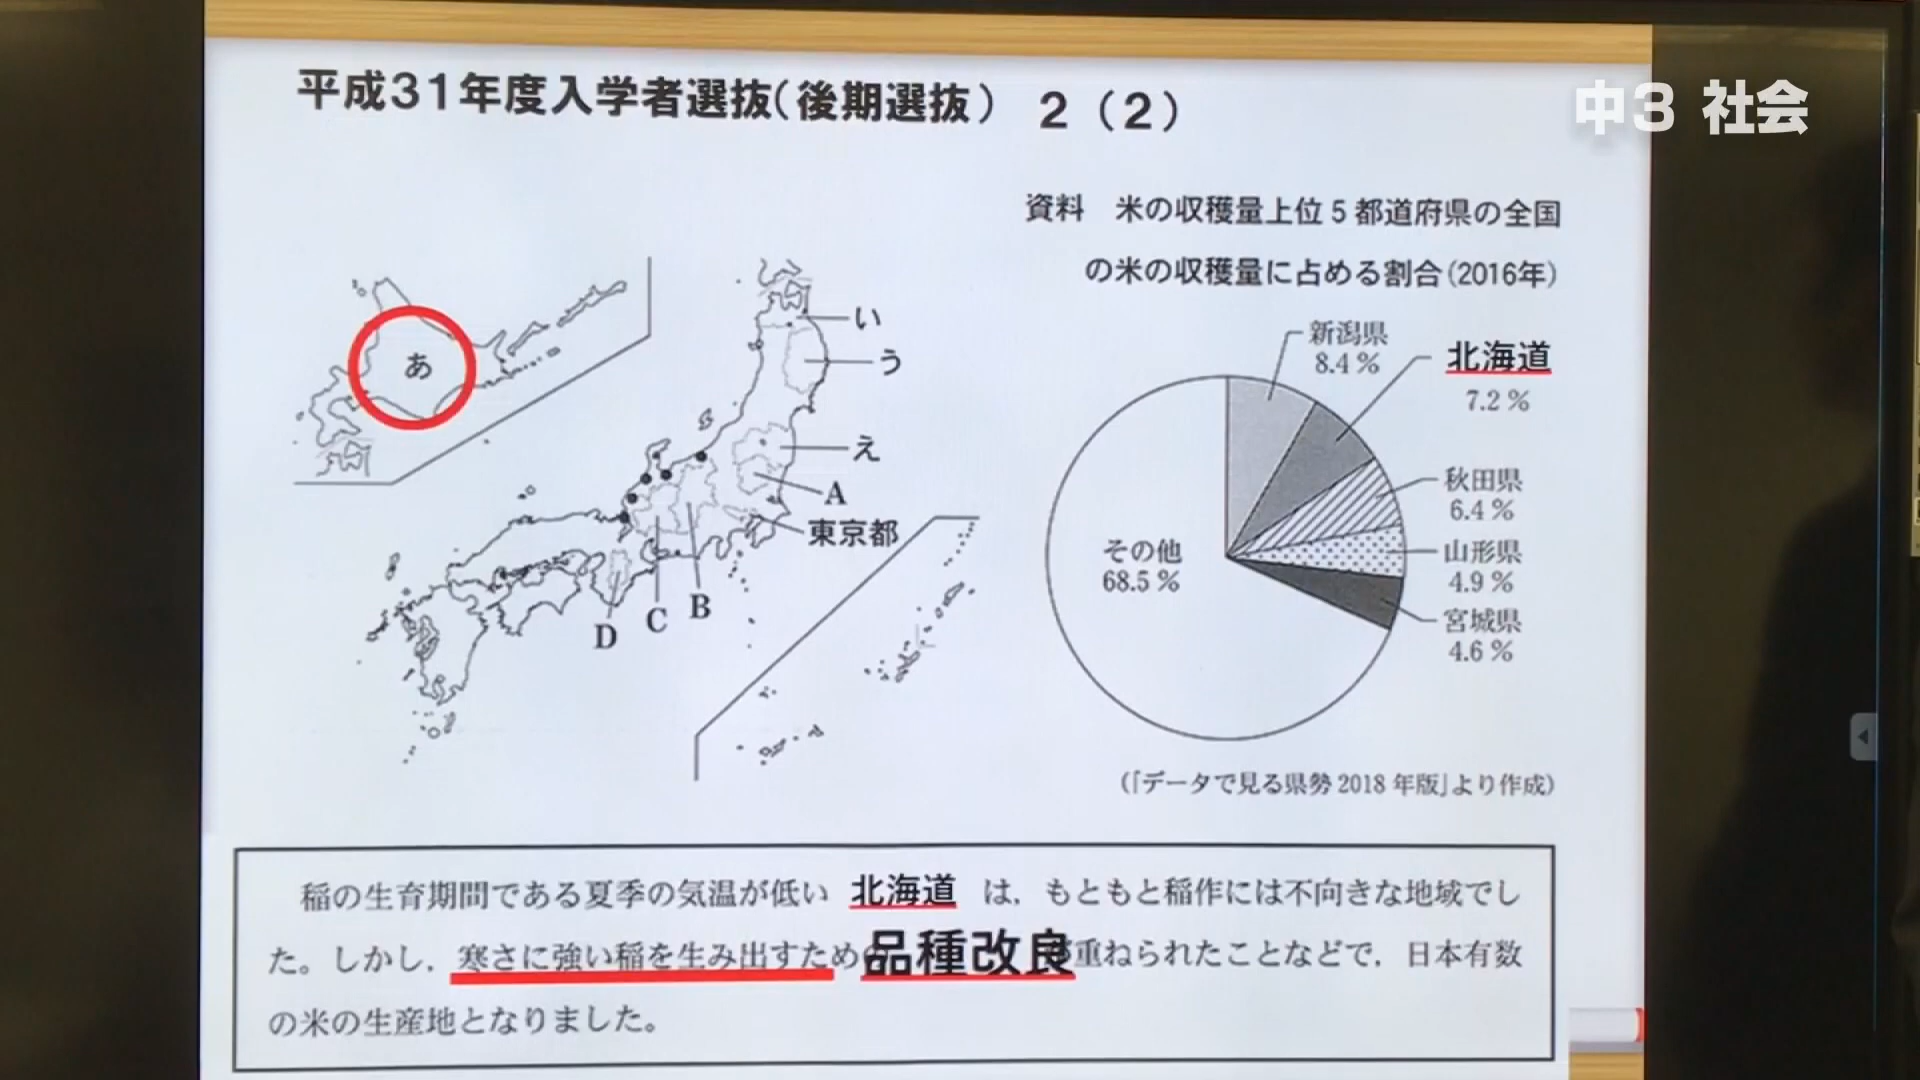 平成31年度入学者選抜（後期選抜） 2（2）
中3 社会
資料 米の収穫量上位5都道府県の全国
の米の収穫量に占める割合（2016年）
あ
い
う
え
A
東京都
B
C
D
新潟県
8.4％
北海道
7.2％
秋田県
6.4％
山形県
4.9％
宮城県
4.6％
その他
68.5％
（「データで見る県勢2018年版」より作成）
稲の生育期間である夏季の気温が低い 北海道 は，もともと稲作には不向きな地域でし
た。しかし，寒さに強い稲を生み出すため 品種改良 重ねられたことなどで，日本有数
の米の生産地となりました。